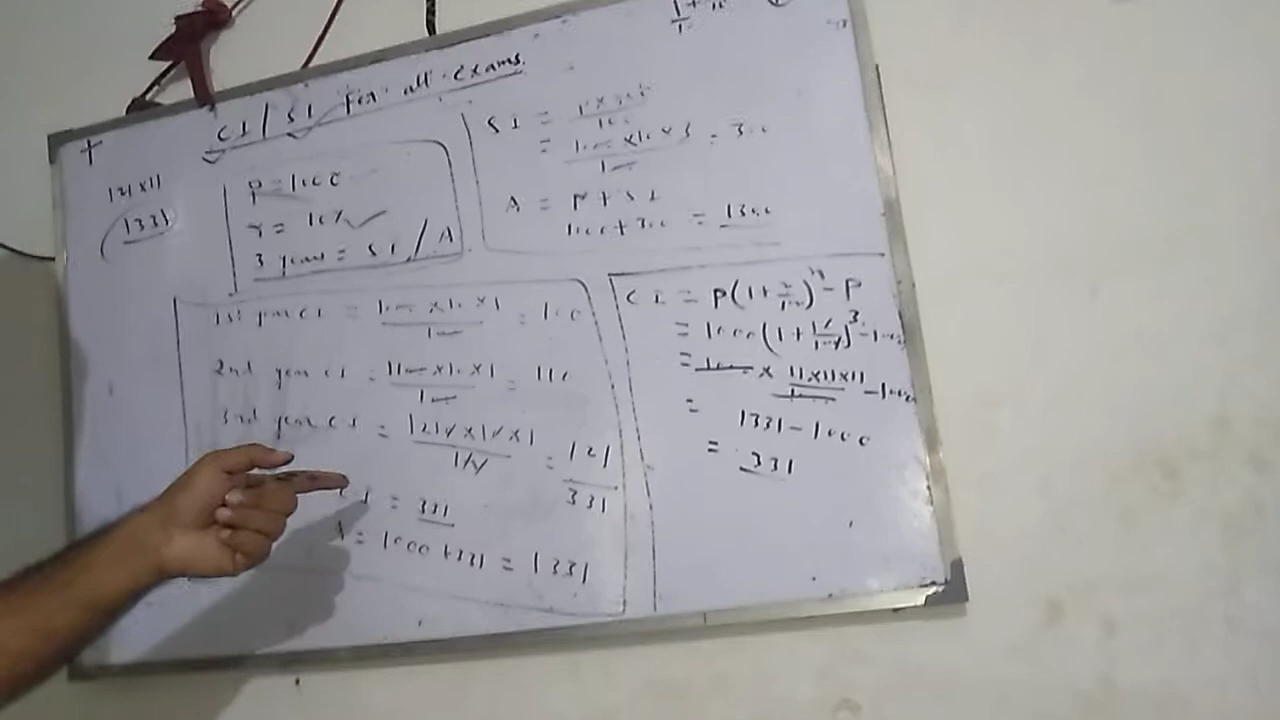 CI / SI For all exams.
121 x 11
1331
P = 1000
r = 10%
3 years = SI / A
SI =
100
= 1000 x 10 x 3 = 300
100
A = P + SI
1000 + 300 = 1300
1st year CI = 1000 x 10 x 1 = 100
100
2nd year CI = 1100 x 10 x 1 = 110
100
3rd year CI = 1210 x 10 x 1 = 121
100
331
CI = 331
A = 1000 + 331 = 1331
CI = P(1 + r/100)^n - P
= 1000(1 + 10/100)^3 - 1000
= 1000 x 11 x 11 x 11 - 1000
1000
= 1331 - 1000
= 331